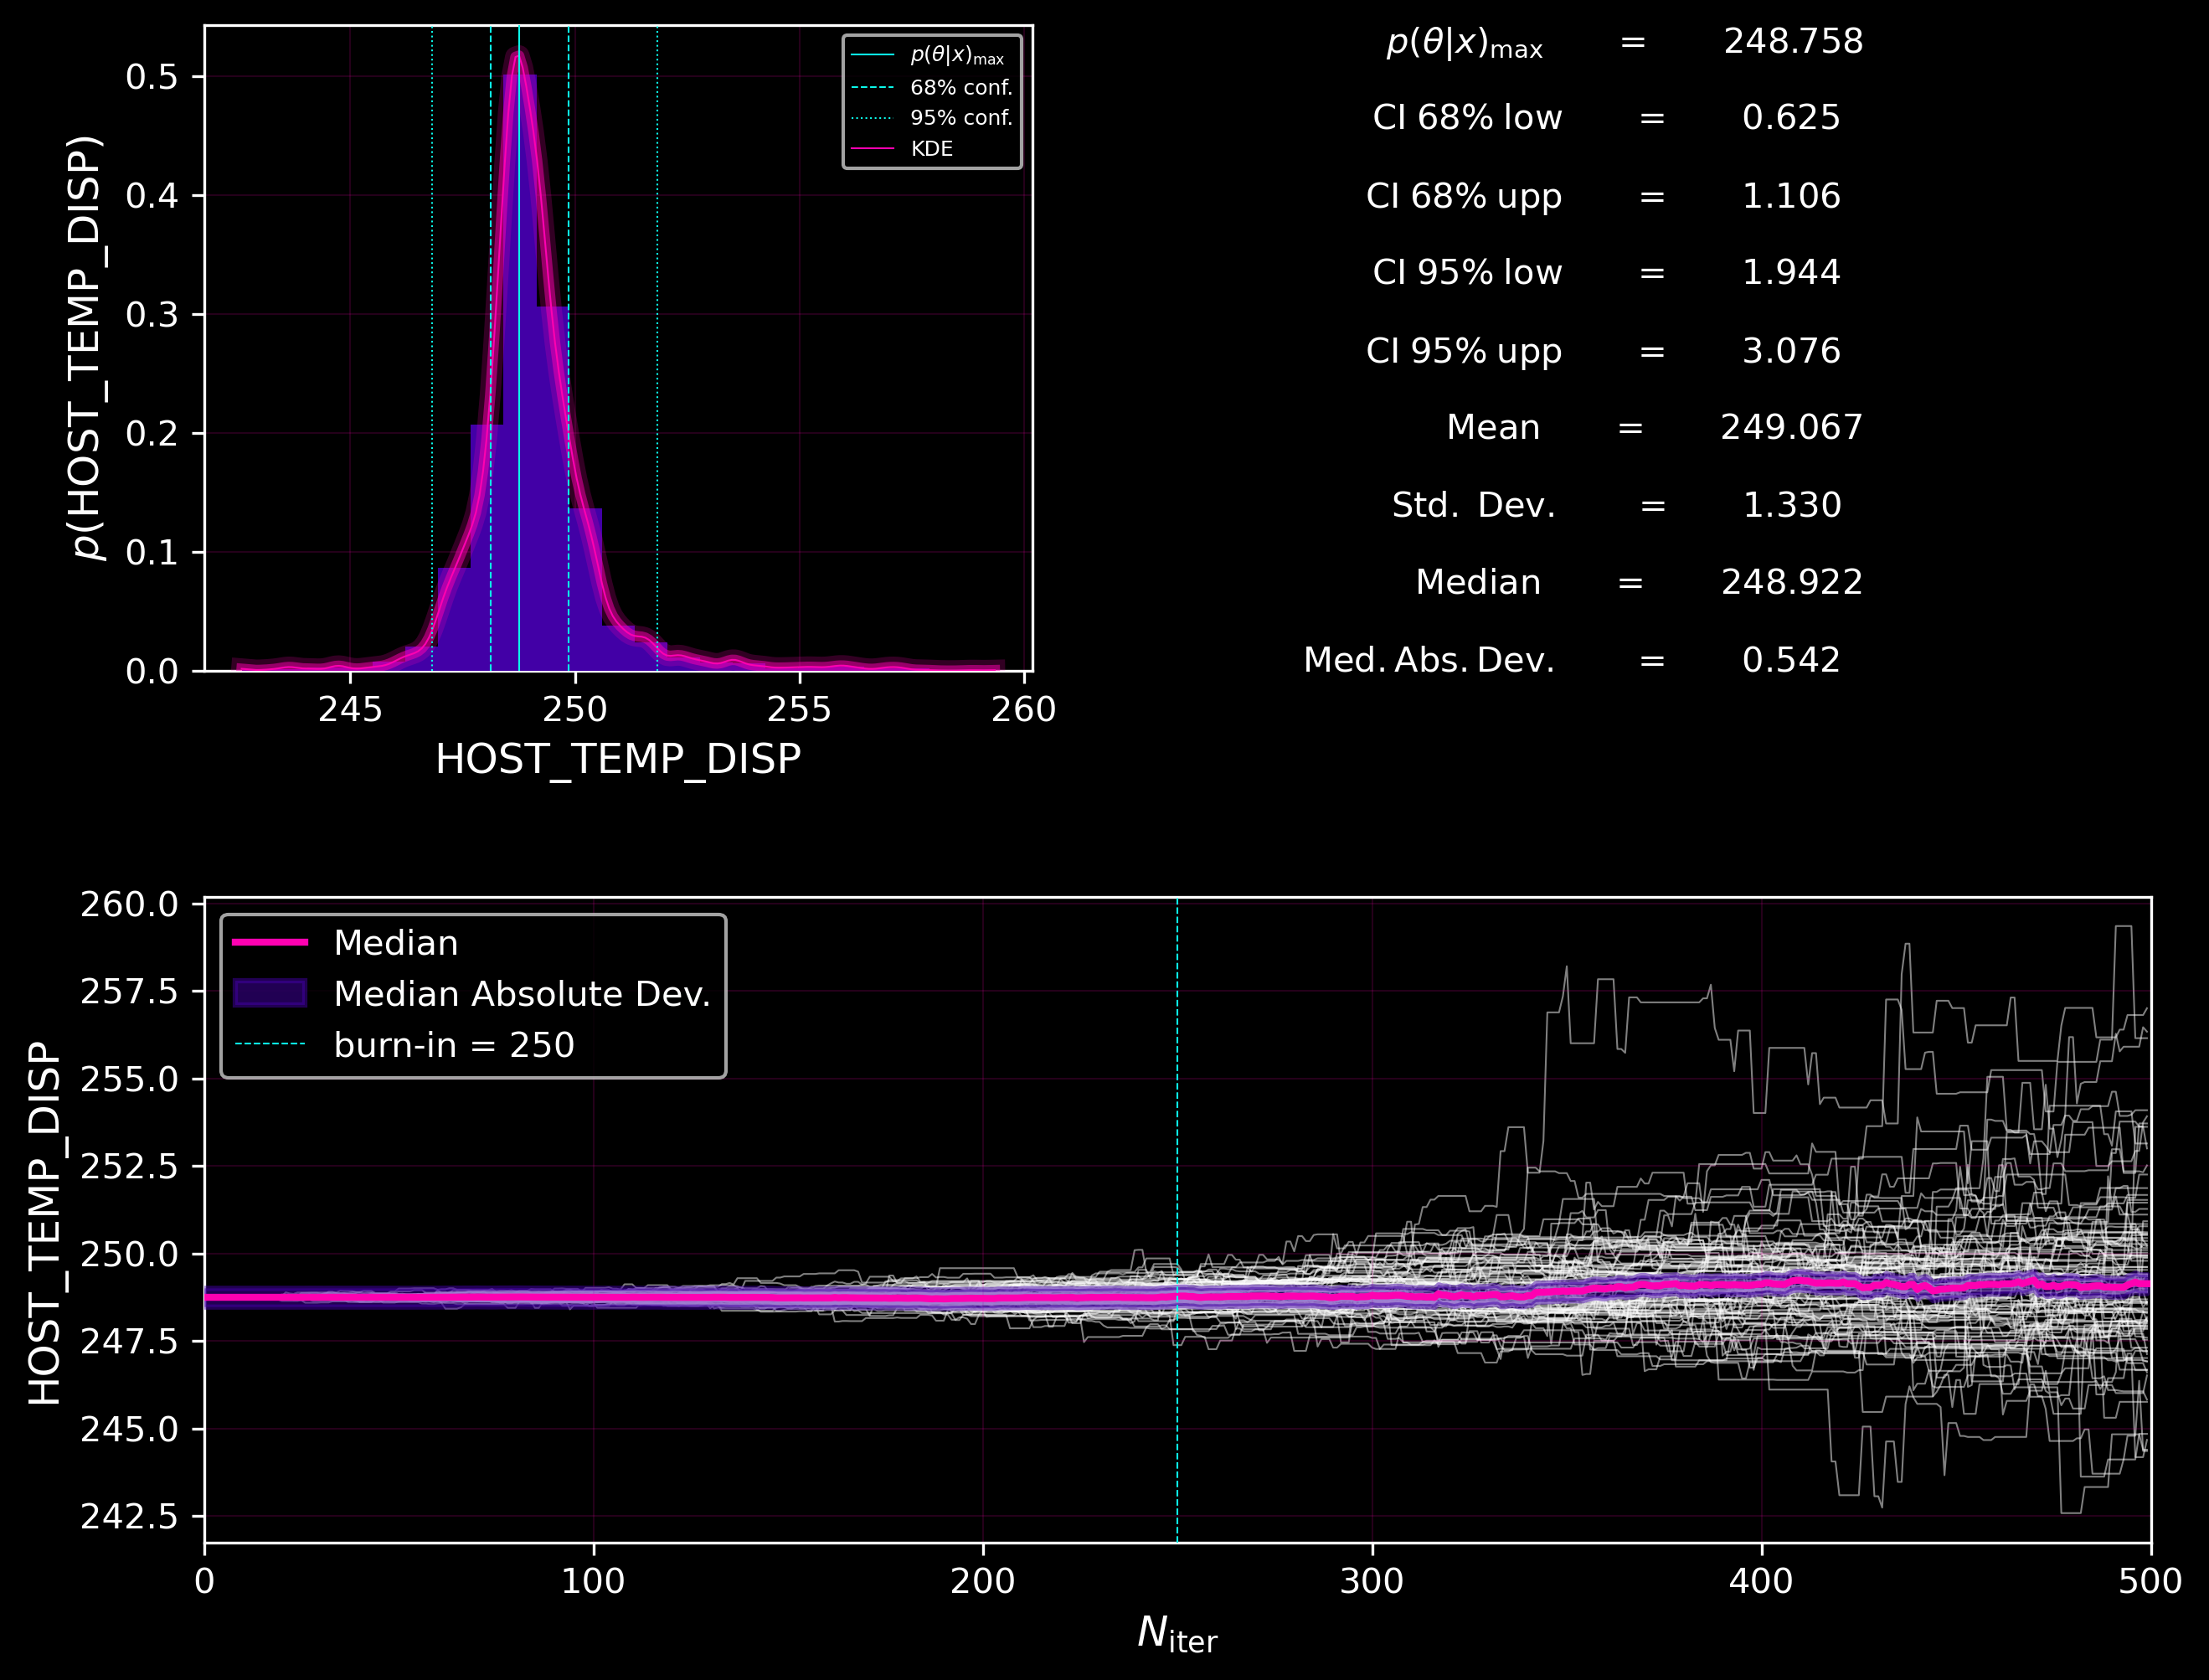 p(HOST_TEMP_DISP)
0.5
0.4
0.3
0.2
0.1
0.0
245 250 255 260
HOST_TEMP_DISP
p(θ|x)max
68% conf.
95% conf.
KDE
p(θ|x)max = 248.758
CI 68% low = 0.625
CI 68% upp = 1.106
CI 95% low = 1.944
CI 95% upp = 3.076
Mean = 249.067
Std. Dev. = 1.330
Median = 248.922
Med. Abs. Dev. = 0.542
HOST_TEMP_DISP
260.0
257.5
255.0
252.5
250.0
247.5
245.0
242.5
Median
Median Absolute Dev.
burn-in = 250
0 100 200 300 400 500
Niter